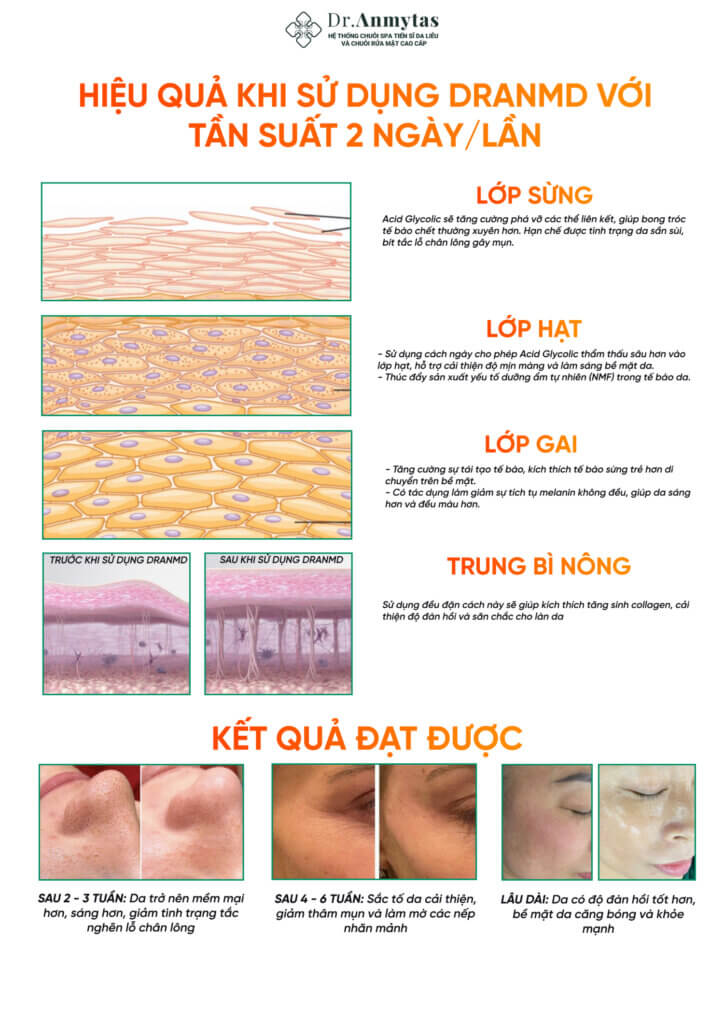 Dr.Anmytas
HỆ THỐNG CHUỖI SPA TIẾN SĨ DA LIỄU
VÀ CHUỖI RỬA MẶT CAO CẤP
HIỆU QUẢ KHI SỬ DỤNG DRANMD VỚI
TẦN SUẤT 2 NGÀY/LẦN
LỚP SỪNG
Acid Glycolic sẽ tăng cường phá vỡ các thể liên kết, giúp bong tróc
tế bào chết thường xuyên hơn. Hạn chế được tình trạng da sần sùi,
bít tắc lỗ chân lông gây mụn.
LỚP HẠT
- Sử dụng cách ngày cho phép Acid Glycolic thẩm thấu sâu hơn vào
lớp hạt, hỗ trợ cải thiện độ mịn màng và làm sáng bề mặt da.
- Thúc đẩy sản xuất yếu tố dưỡng ẩm tự nhiên (NMF) trong tế bào da.
LỚP GAI
- Tăng cường sự tái tạo tế bào, kích thích tế bào sừng trẻ hơn di
chuyển trên bề mặt.
- Có tác dụng làm giảm sự tích tụ melanin không đều, giúp da sáng
hơn và đều màu hơn.
TRƯỚC KHI SỬ DỤNG DRANMD
SAU KHI SỬ DỤNG DRANMD
TRUNG BÌ NÔNG
Sử dụng đều đặn cách này sẽ giúp kích thích tăng sinh collagen, cải
thiện độ đàn hồi và săn chắc cho làn da
KẾT QUẢ ĐẠT ĐƯỢC
SAU 2 - 3 TUẦN: Da trở nên mềm mại
hơn, sáng hơn, giảm tình trạng tắc
nghẽn lỗ chân lông
SAU 4 - 6 TUẦN: Sắc tố da cải thiện,
giảm thâm mụn và làm mờ các nếp
nhăn mảnh
LÂU DÀI: Da có độ đàn hồi tốt hơn,
bề mặt da căng bóng và khỏe
mạnh